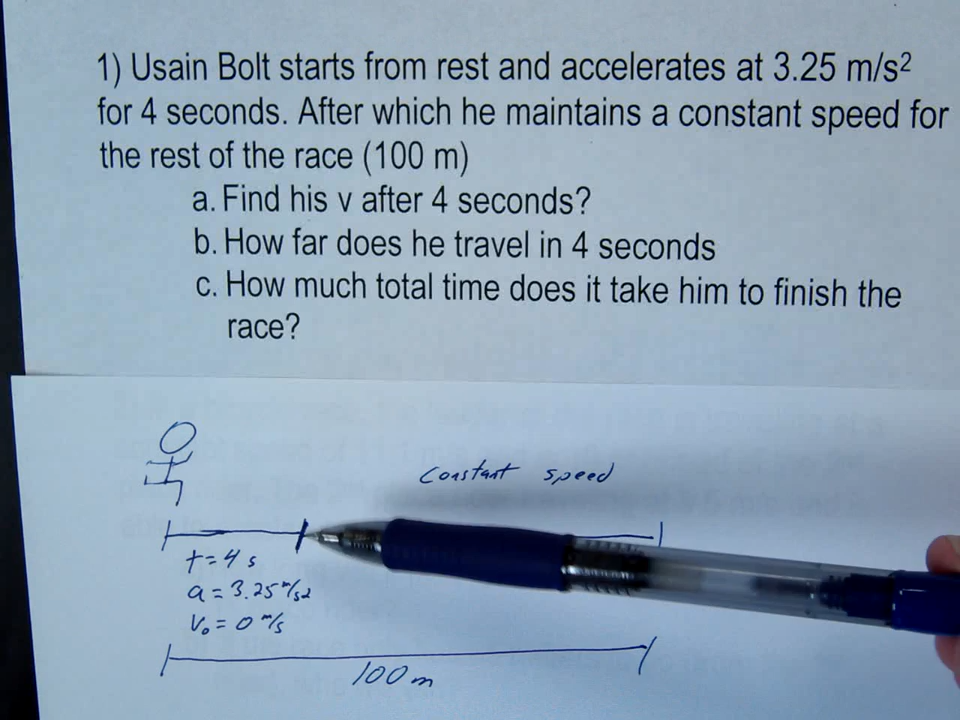 1) Usain Bolt starts from rest and accelerates at 3.25 m/s²
for 4 seconds. After which he maintains a constant speed for
the rest of the race (100 m)
a. Find his v after 4 seconds?
b. How far does he travel in 4 seconds
c. How much total time does it take him to finish the
race?
constant speed
t = 4 s
a = 3.25 m/s2
V₀ = 0 m/s
100 m